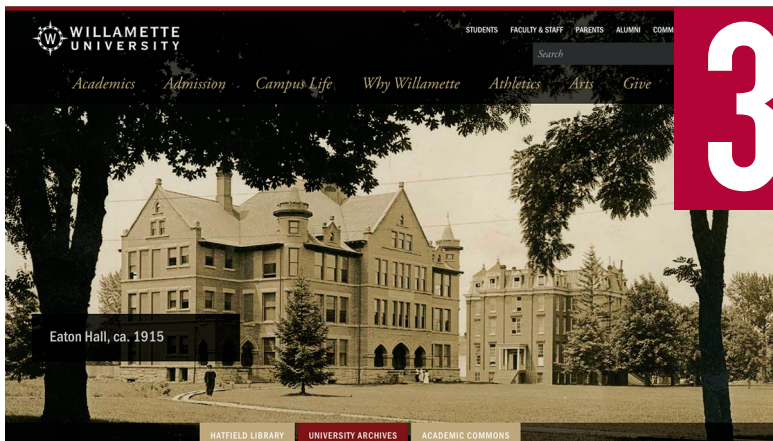 WILLAMETTE
UNIVERSITY
STUDENTS FACULTY & STAFF PARENTS ALUMNI
Search
Academics Admission Campus Life Why Willamette Athletics Arts Give
3
Eaton Hall, ca. 1915
HATFIELD LIBRARY UNIVERSITY ARCHIVES ACADEMIC COMMONS